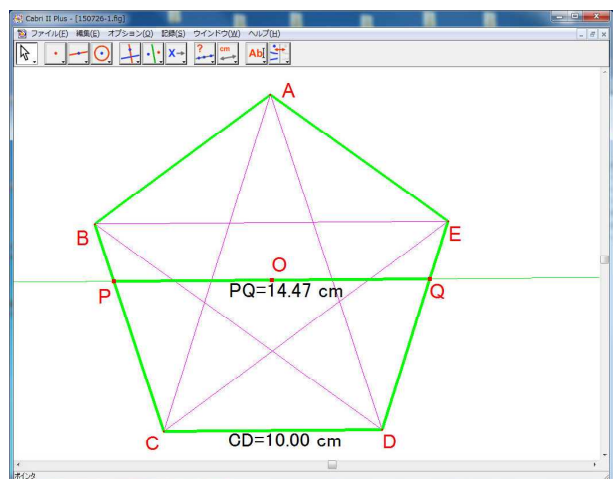 Cabri II Plus - [150726-1.fig]
ファイル(F) 編集(E) オプション(O) 記録(S) ウインドウ(W) ヘルプ(H)
X→ ? cm Ab
A
B
E
O
P
Q
PQ=14.47 cm
C
D
CD=10.00 cm
ポインタ